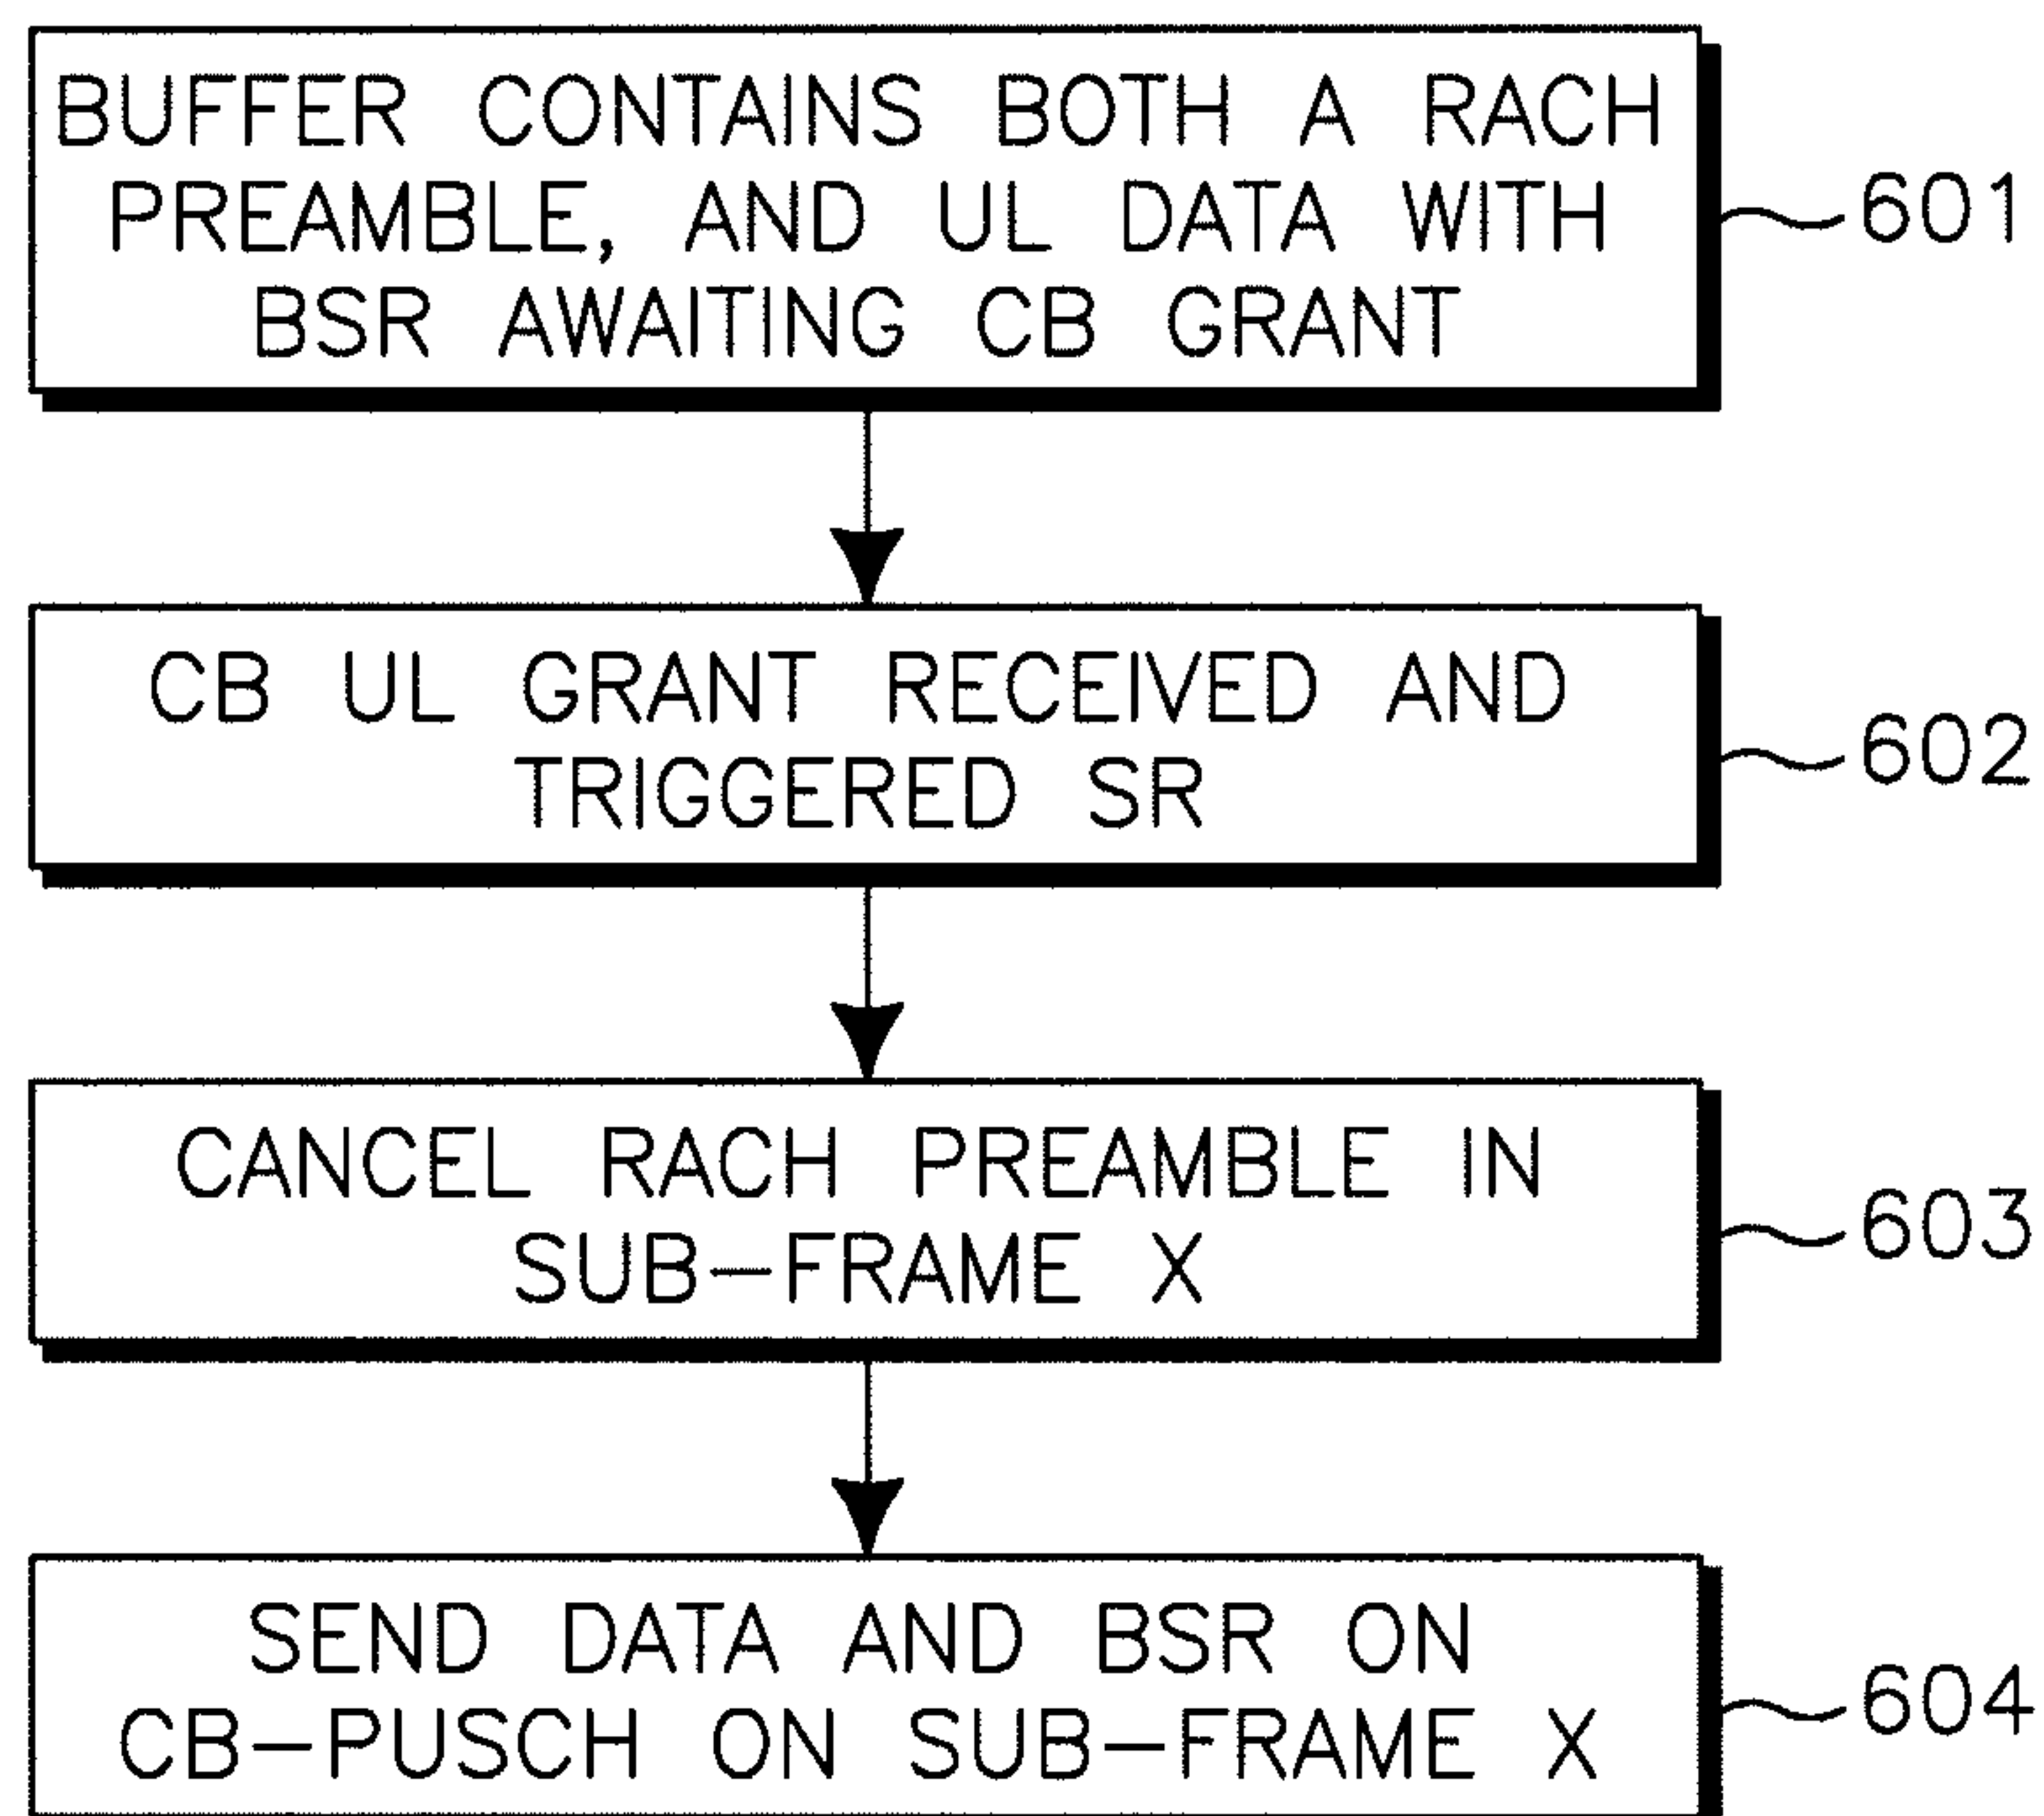 BUFFER CONTAINS BOTH A RACH
PREAMBLE, AND UL DATA WITH
BSR AWAITING CB GRANT
601
CB UL GRANT RECEIVED AND
TRIGGERED SR
602
CANCEL RACH PREAMBLE IN
SUB-FRAME X
603
SEND DATA AND BSR ON
CB-PUSCH ON SUB-FRAME X
604